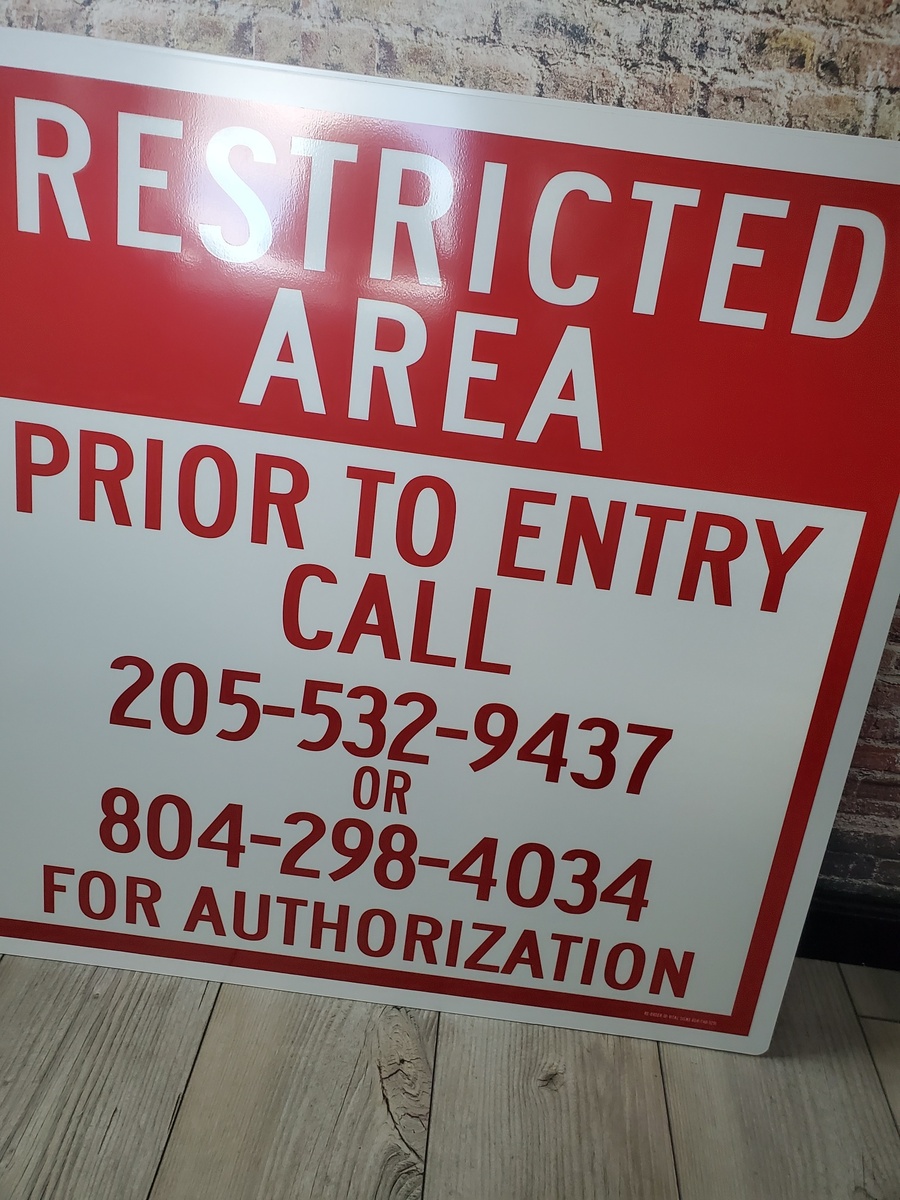 RESTRICTED
AREA
PRIOR TO ENTRY
CALL
205-532-9437
OR
804-298-4034
FOR AUTHORIZATION